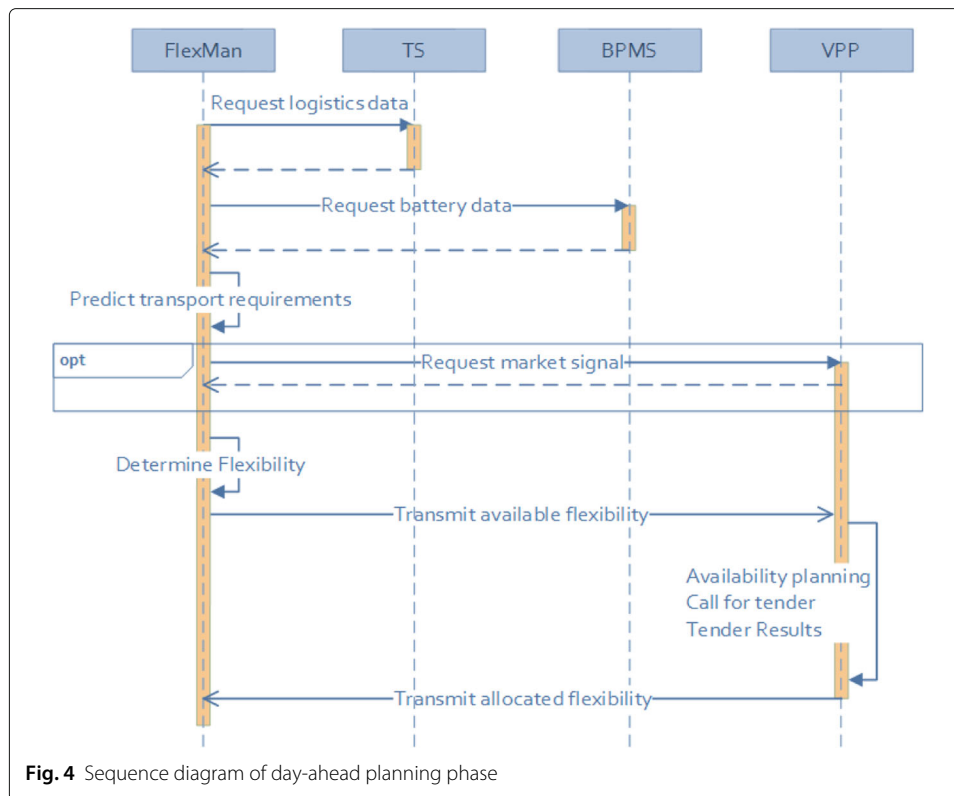 FlexMan
TS
BPMS
VPP
Request logistics data
Request battery data
Predict transport requirements
opt
Request market signal
Determine Flexibility
Transmit available flexibility
Availability planning
Call for tender
Tender Results
Transmit allocated flexibility
Fig. 4 Sequence diagram of day-ahead planning phase